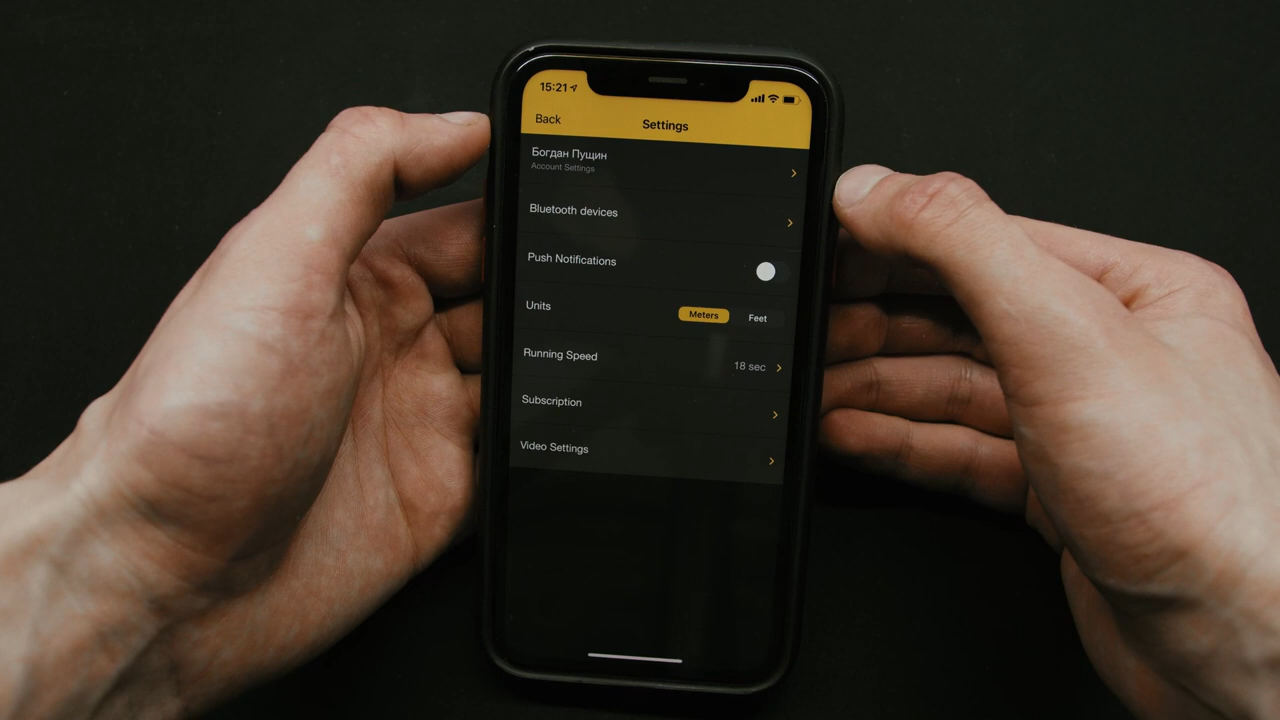 15:21
Back
Settings
Богдан Пущин
Account Settings
Bluetooth devices
Push Notifications
Units
Meters
Feet
Running Speed
18 sec
Subscription
Video Settings